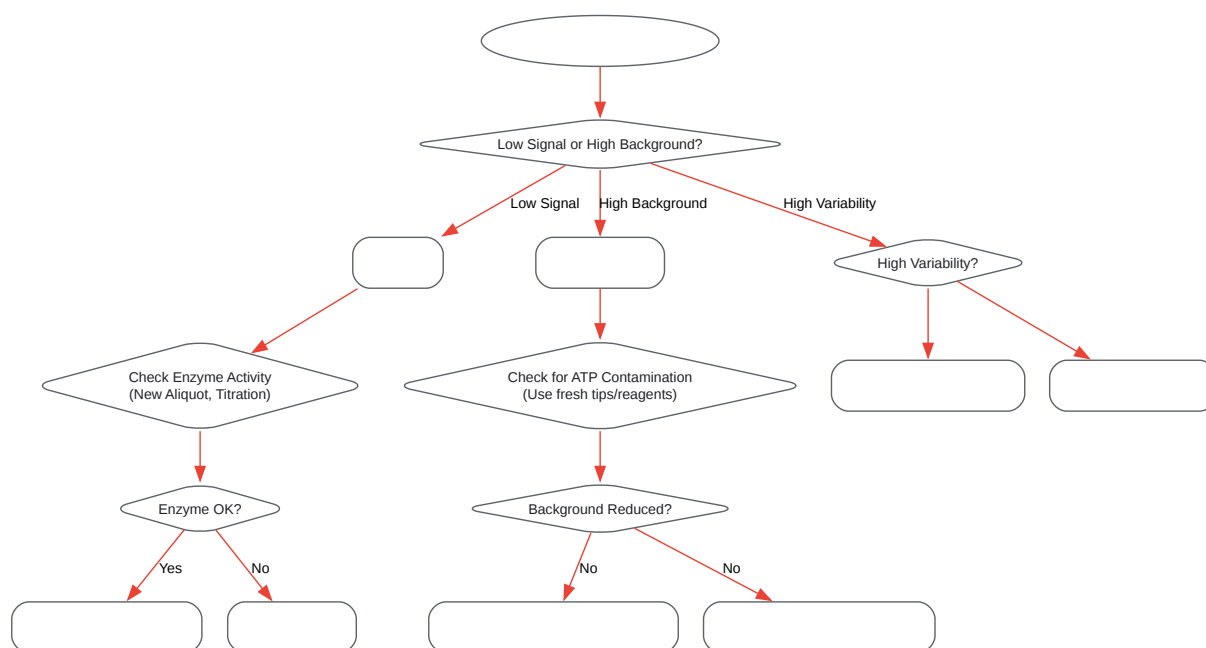 Low Signal or High Background?
Low Signal
High Background
High Variability
High Variability?
Check Enzyme Activity
(New Aliquot, Titration)
Check for ATP Contamination
(Use fresh tips/reagents)
Enzyme OK?
Background Reduced?
Yes
No
No
No